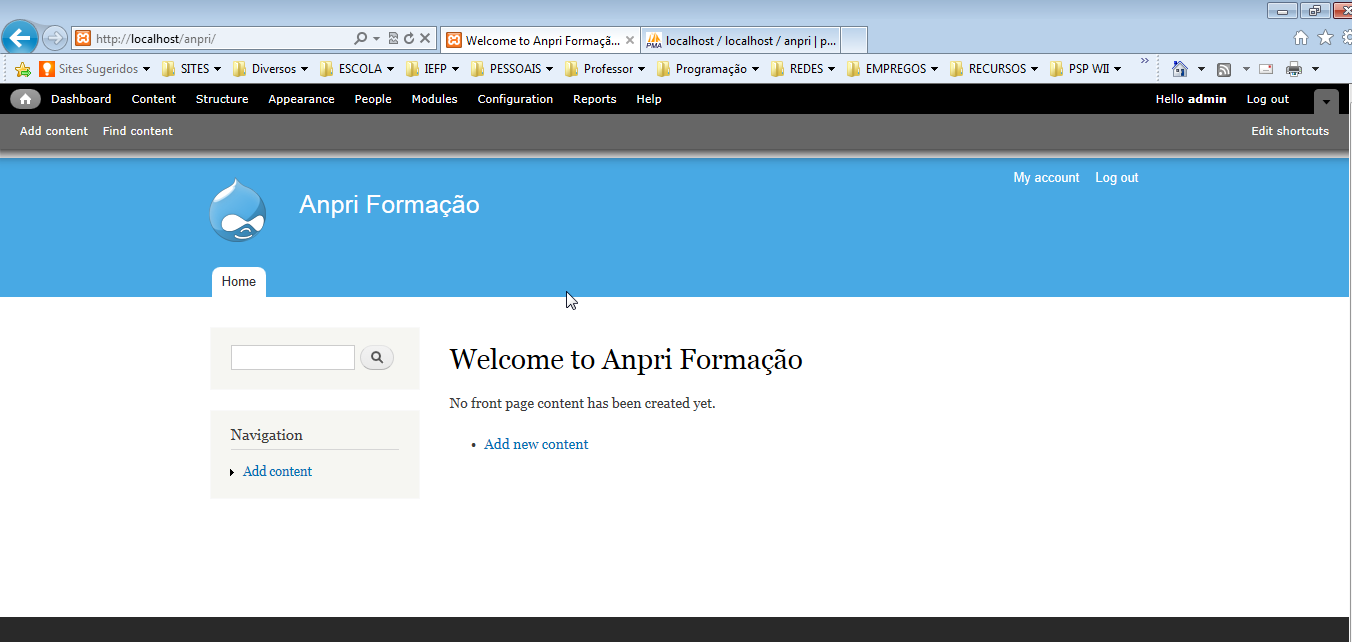 http://localhost/anpri/
Welcome to Anpri Formaçã...
localhost / localhost / anpri | p...
Sites Sugeridos SITES Diversos ESCOLA IEFP PESSOAIS Professor Programação REDES EMPREGOS RECURSOS PSP WII »
Dashboard Content Structure Appearance People Modules Configuration Reports Help Hello admin Log out
Add content Find content Edit shortcuts
My account Log out
Anpri Formação
Home
Welcome to Anpri Formação
No front page content has been created yet.
Add new content
Navigation
Add content